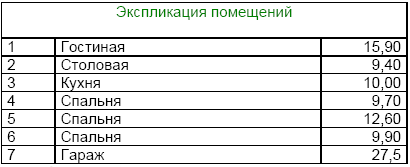 Экспликация помещений
1 Гостиная 15,90
2 Столовая 9,40
3 Кухня 10,00
4 Спальня 9,70
5 Спальня 12,60
6 Спальня 9,90
7 Гараж 27,5